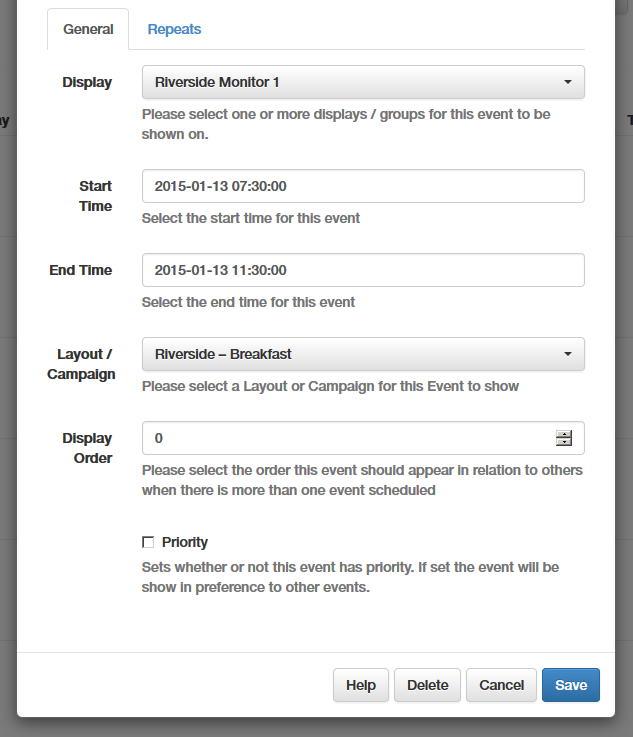 General Repeats
Display Riverside Monitor 1
Please select one or more displays / groups for this event to be
shown on.
Start
Time
2015-01-13 07:30:00
Select the start time for this event
End Time 2015-01-13 11:30:00
Select the end time for this event
Layout /
Campaign
Riverside – Breakfast
Please select a Layout or Campaign for this Event to show
Display
Order
0
Please select the order this event should appear in relation to others
when there is more than one event scheduled
Priority
Sets whether or not this event has priority. If set the event will be
show in preference to other events.
Help Delete Cancel Save